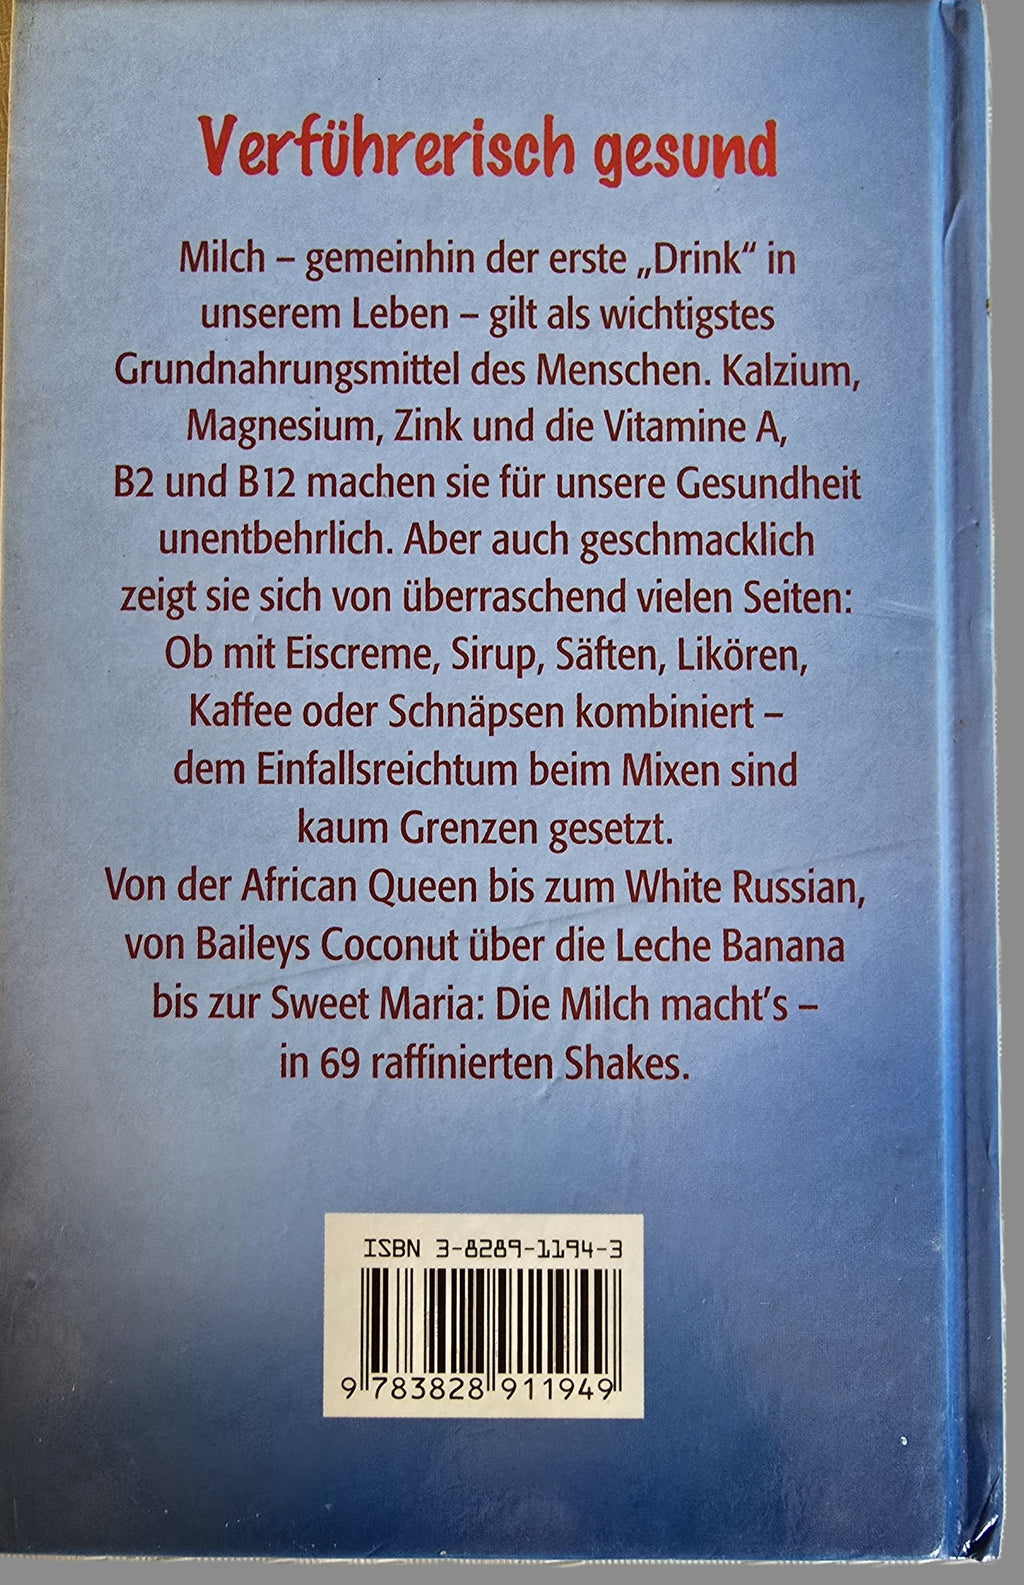 Verführerisch gesund
Milch – gemeinhin der erste „Drink“ in
unserem Leben – gilt als wichtigstes
Grundnahrungsmittel des Menschen. Kalzium,
Magnesium, Zink und die Vitamine A,
B2 und B12 machen sie für unsere Gesundheit
unentbehrlich. Aber auch geschmacklich
zeigt sie sich von überraschend vielen Seiten:
Ob mit Eiscreme, Sirup, Säften, Likören,
Kaffee oder Schnäpsen kombiniert –
dem Einfallsreichtum beim Mixen sind
kaum Grenzen gesetzt.
Von der African Queen bis zum White Russian,
von Baileys Coconut über die Leche Banana
bis zur Sweet Maria: Die Milch macht’s –
in 69 raffinierten Shakes.
ISBN 3-8289-1194-3
9 783828 911949